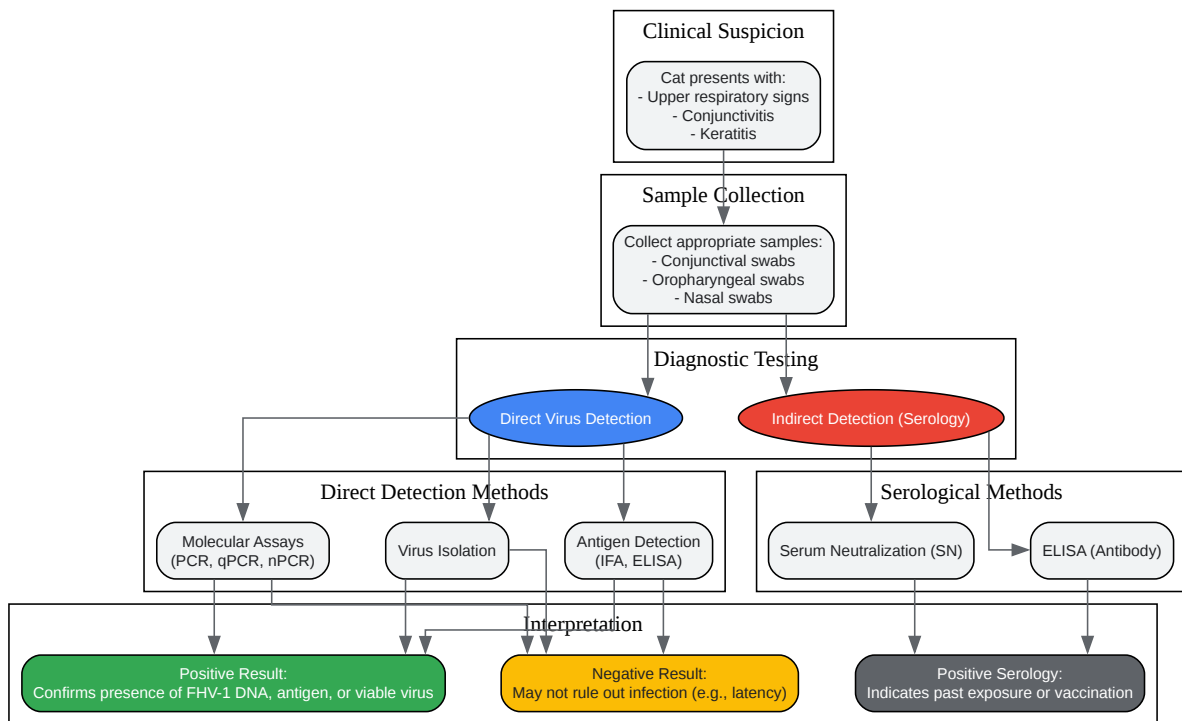 Clinical Suspicion
Cat presents with:
- Upper respiratory signs
- Conjunctivitis
- Keratitis
Sample Collection
Collect appropriate samples:
- Conjunctival swabs
- Oropharyngeal swabs
- Nasal swabs
Diagnostic Testing
Direct Virus Detection
Indirect Detection (Serology)
Direct Detection Methods
Molecular Assays
(PCR, qPCR, nPCR)
Virus Isolation
Antigen Detection
(IFA, ELISA)
Serological Methods
Serum Neutralization (SN)
ELISA (Antibody)
Interpretation
Positive Result:
Confirms presence of FHV-1 DNA, antigen, or viable virus
Negative Result:
May not rule out infection (e.g., latency)
Positive Serology:
Indicates past exposure or vaccination